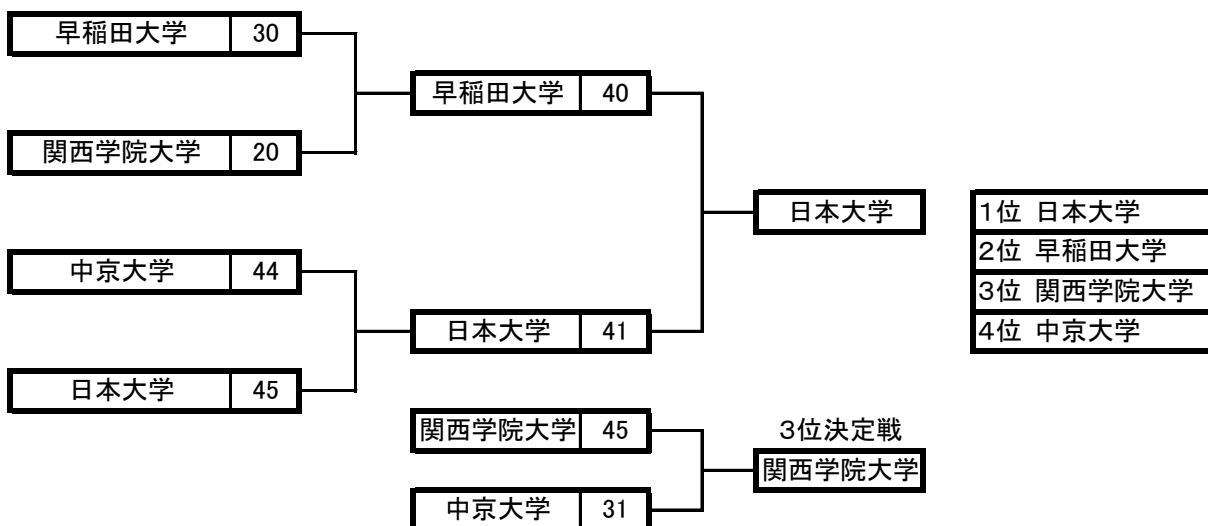 早稲田大学 30
関西学院大学 20
中京大学 44
日本大学 45
早稲田大学 40
日本大学 41
日本大学
関西学院大学 45
中京大学 31
3位決定戦
関西学院大学
1位 日本大学
2位 早稲田大学
3位 関西学院大学
4位 中京大学